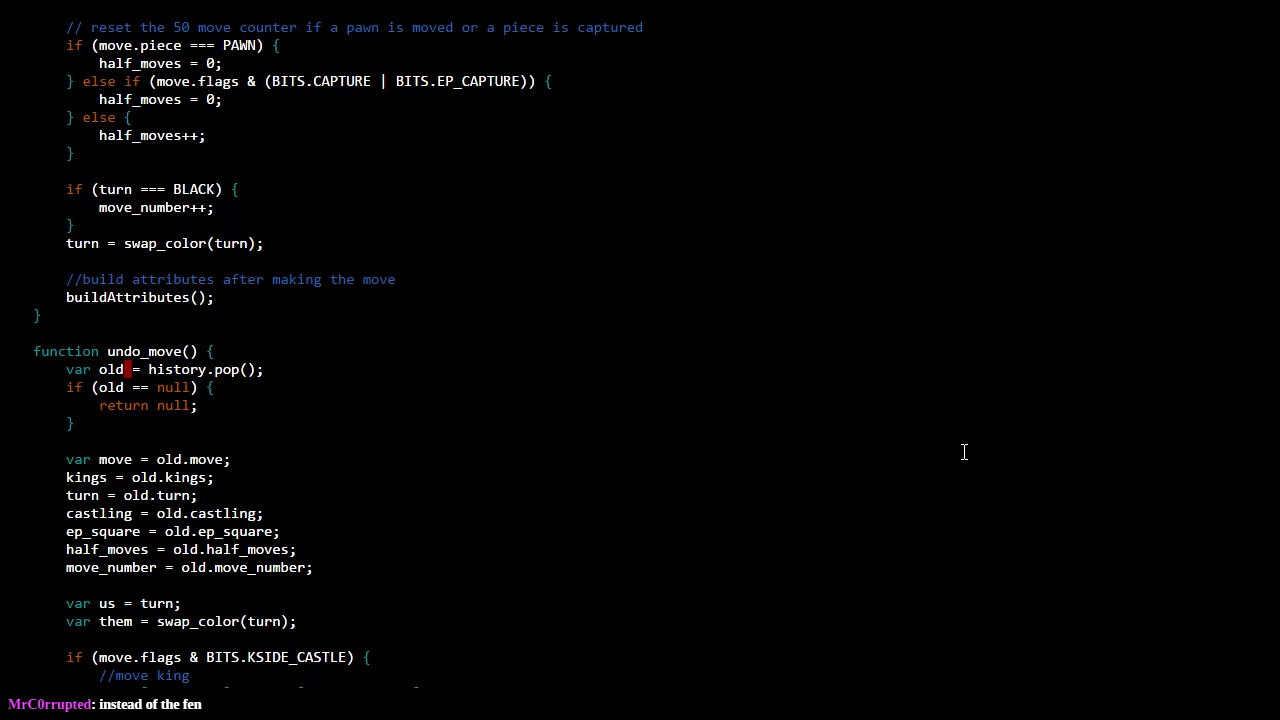 // reset the 50 move counter if a pawn is moved or a piece is captured
if (move.piece === PAWN) {
half_moves = 0;
} else if (move.flags & (BITS.CAPTURE | BITS.EP_CAPTURE)) {
half_moves = 0;
} else {
half_moves++;
}
if (turn === BLACK) {
move_number++;
}
turn = swap_color(turn);
//build attributes after making the move
buildAttributes();
}
function undo_move() {
var old = history.pop();
if (old == null) {
return null;
}
var move = old.move;
kings = old.kings;
turn = old.turn;
castling = old.castling;
ep_square = old.ep_square;
half_moves = old.half_moves;
move_number = old.move_number;
var us = turn;
var them = swap_color(turn);
if (move.flags & BITS.KSIDE_CASTLE) {
//move king
MrC0rrupted: instead of the fen